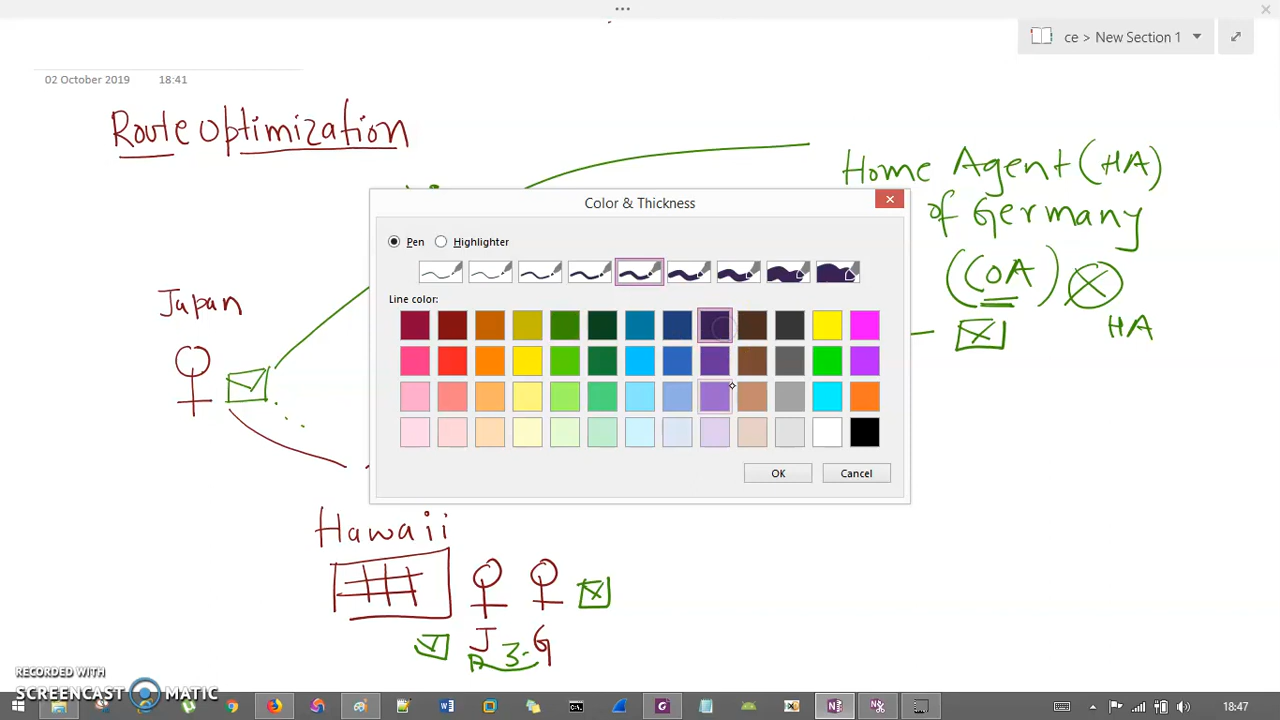 ce > New Section 1
02 October 2019 18:41
Route Optimization
Home Agent (HA)
of Germany
(COA)
HA
Color & Thickness
Pen
Highlighter
Line color:
OK
Cancel
Japan
Hawaii
J
G
RECORDED WITH
SCREENCAST MATIC
18:47